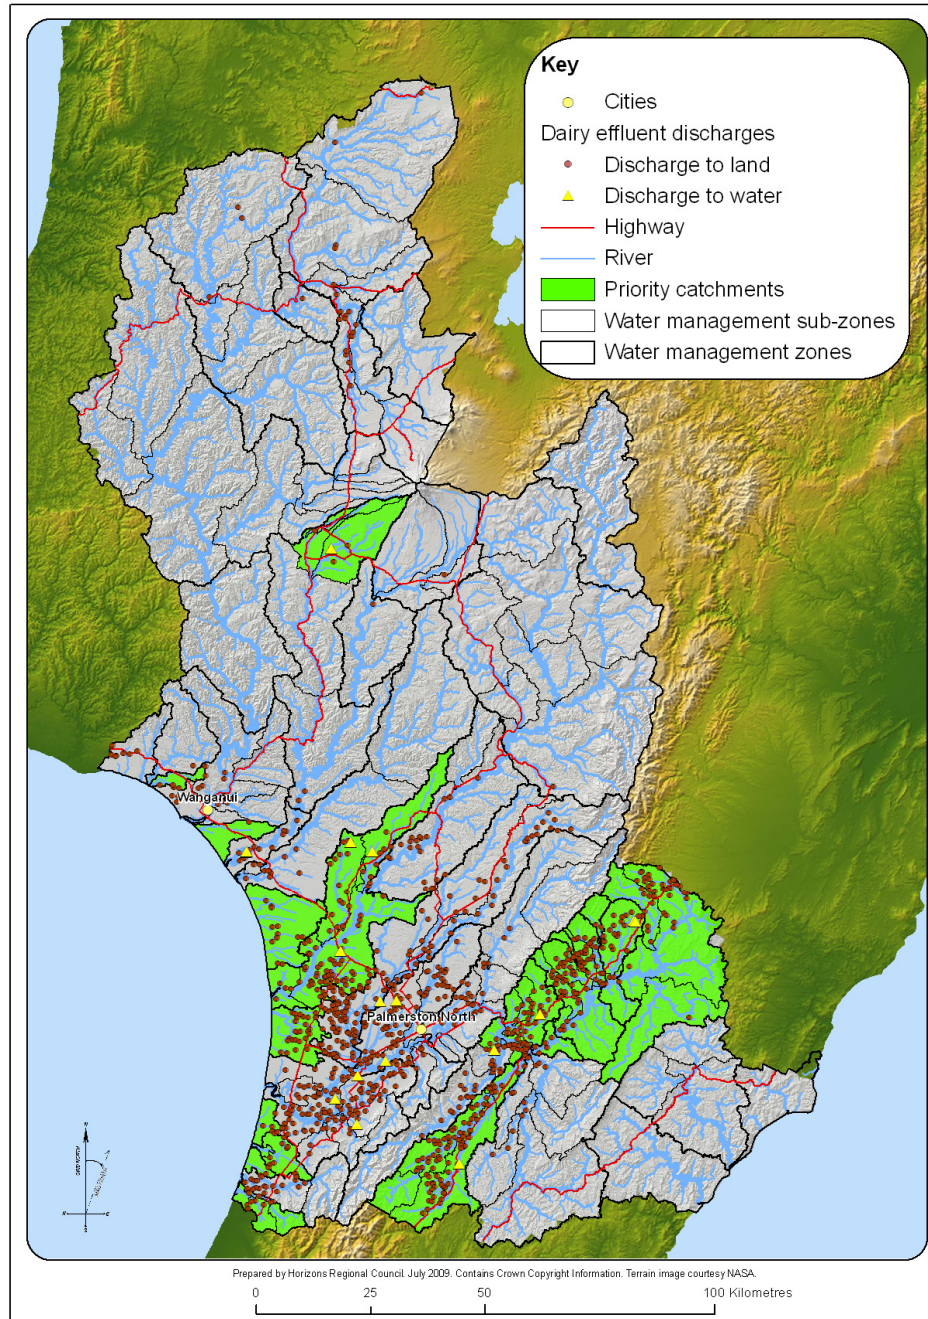 Key
Cities
Dairy effluent discharges
Discharge to land
Discharge to water
Highway
River
Priority catchments
Water management sub-zones
Water management zones
Wanganui
Palmerston North
Prepared by Horizons Regional Council. July 2009. Contains Crown Copyright Information. Terrain image courtesy NASA.
0 25 50 100 Kilometres